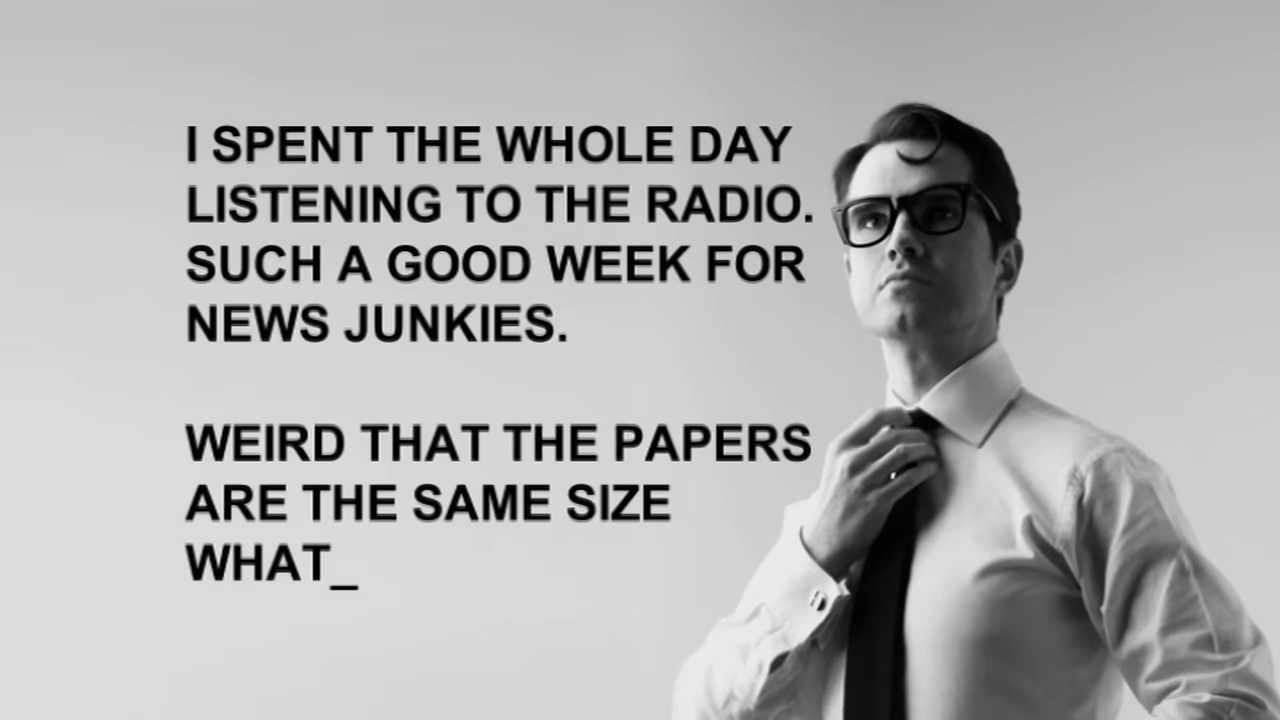 I SPENT THE WHOLE DAY
LISTENING TO THE RADIO.
SUCH A GOOD WEEK FOR
NEWS JUNKIES.
WEIRD THAT THE PAPERS
ARE THE SAME SIZE
WHAT_